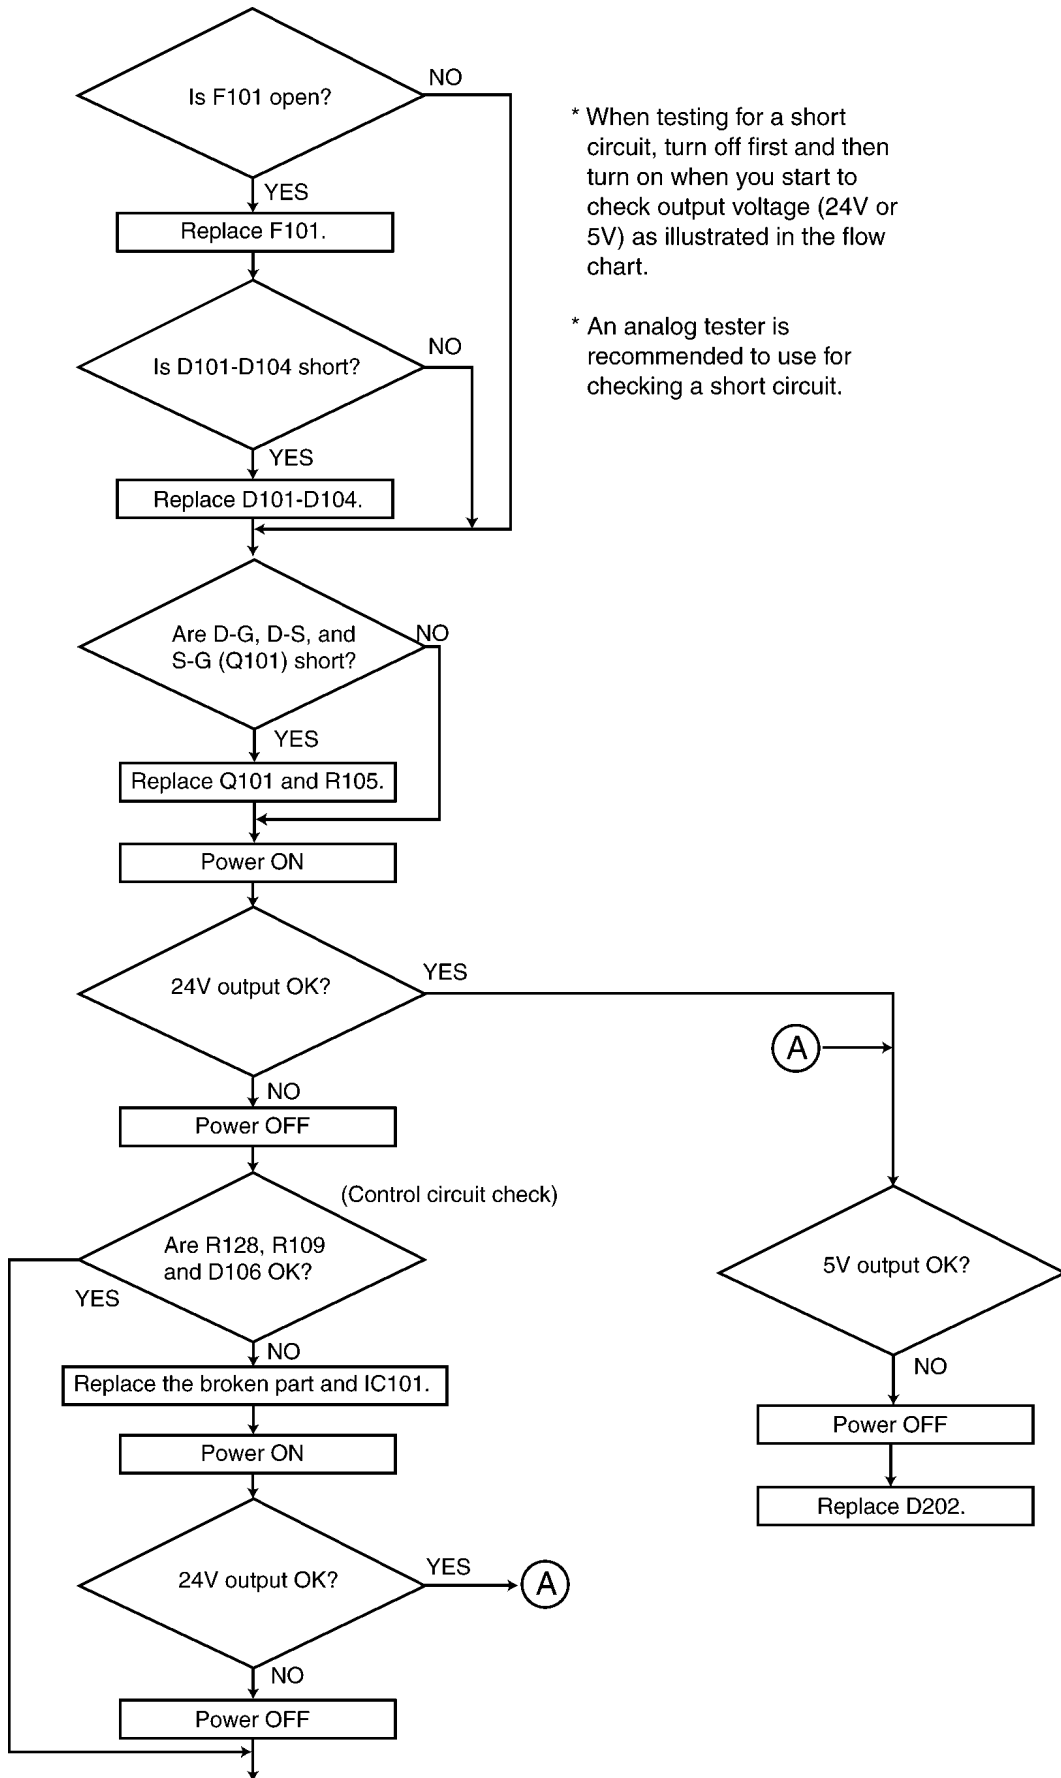 Is F101 open?
NO
YES
Replace F101.
Is D101-D104 short?
NO
YES
Replace D101-D104.
* When testing for a short
circuit, turn off first and then
turn on when you start to
check output voltage (24V or
5V) as illustrated in the flow
chart.
* An analog tester is
recommended to use for
checking a short circuit.
Are D-G, D-S, and
S-G (Q101) short?
NO
YES
Replace Q101 and R105.
Power ON
24V output OK?
YES
A
NO
Power OFF
(Control circuit check)
Are R128, R109
and D106 OK?
YES
NO
Replace the broken part and IC101.
Power ON
24V output OK?
YES
A
NO
Power OFF
5V output OK?
NO
Power OFF
Replace D202.